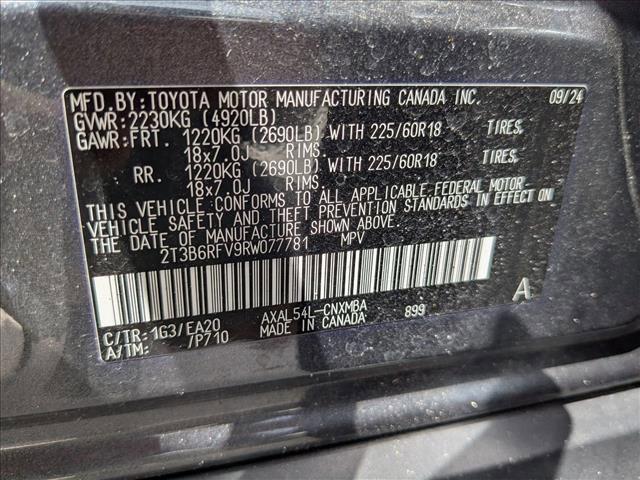 MFD. BY: TOYOTA MOTOR MANUFACTURING CANADA INC. 09/24
GVWR: 2230KG (4920LB)
GAWR: FRT. 1220KG (2690LB) WITH 225/60R18 TIRES,
18x7.0J RIMS,
RR. 1220KG (2690LB) WITH 225/60R18 TIRES,
18x7.0J RIMS.
THIS VEHICLE CONFORMS TO ALL APPLICABLE FEDERAL MOTOR
VEHICLE SAFETY AND THEFT PREVENTION STANDARDS IN EFFECT ON
THE DATE OF MANUFACTURE SHOWN ABOVE.
2T3B6RFV9RW077781 MPV
C/TR: 1G3/EA20 AXAL54L-CNXMBA 899 A
A/TM: /P710 MADE IN CANADA